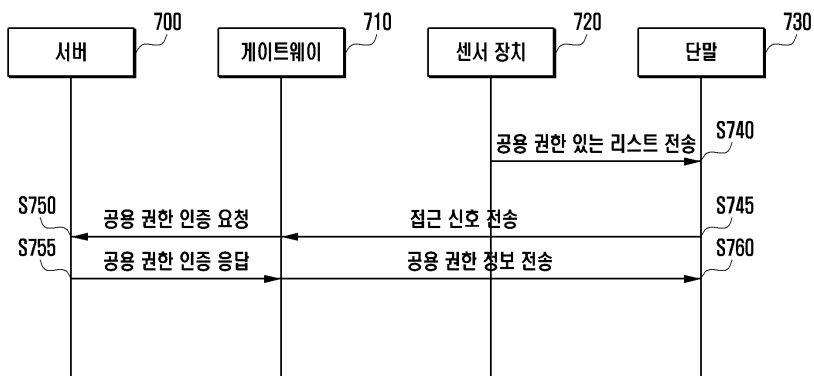 700
710
720
730
서버
게이트웨이
센서 장치
단말
공용 권한 있는 리스트 전송
S740
S750
공용 권한 인증 요청
접근 신호 전송
S745
S755
공용 권한 인증 응답
공용 권한 정보 전송
S760